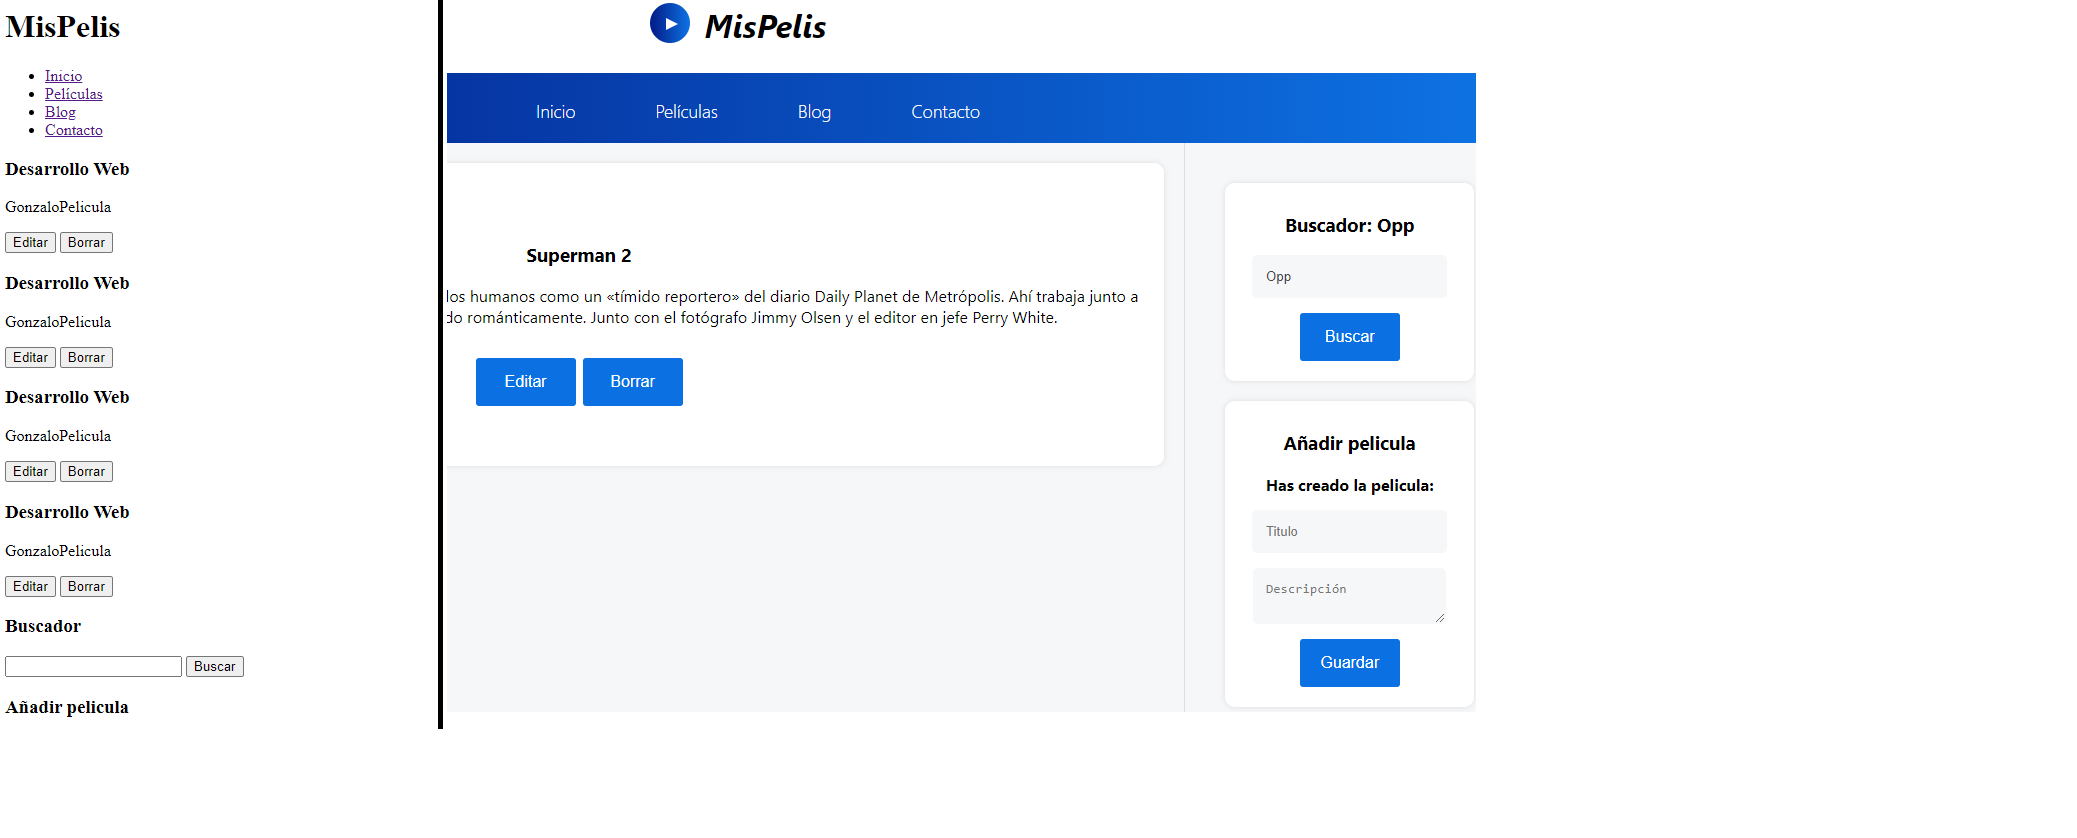 MisPelis
Inicio
Películas
Blog
Contacto
Desarrollo Web
GonzaloPelicula
Editar Borrar
Desarrollo Web
GonzaloPelicula
Editar Borrar
Desarrollo Web
GonzaloPelicula
Editar Borrar
Desarrollo Web
GonzaloPelicula
Editar Borrar
Buscador
Buscar
Añadir pelicula
MisPelis
Inicio Películas Blog Contacto
Superman 2
los humanos como un «tímido reportero» del diario Daily Planet de Metrópolis. Ahí trabaja junto a
do románticamente. Junto con el fotógrafo Jimmy Olsen y el editor en jefe Perry White.
Editar Borrar
Buscador: Opp
Opp
Buscar
Añadir pelicula
Has creado la pelicula:
Titulo
Descripción
Guardar